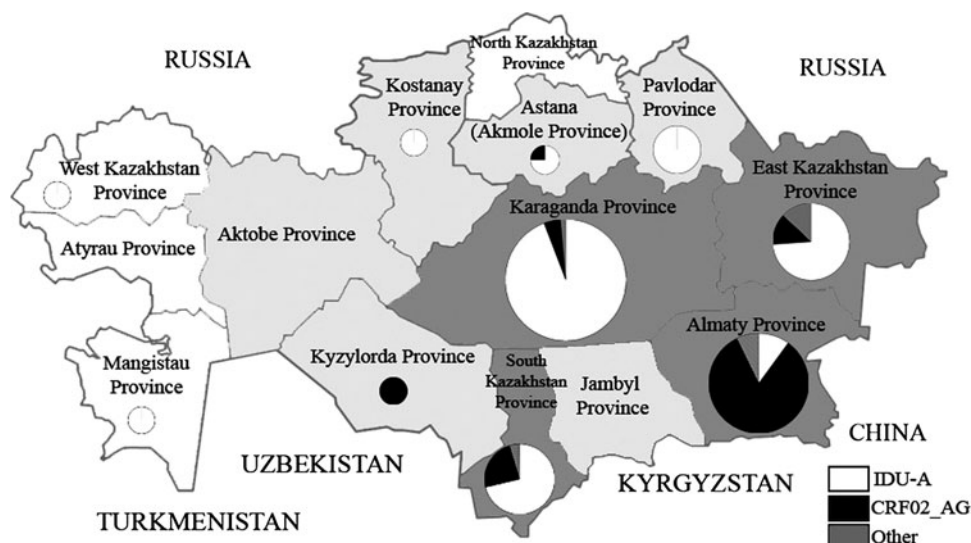 RUSSIA
North Kazakhstan
Province
RUSSIA
Kostanay
Province
Pavlodar
Province
Astana
(Akmole Province)
West Kazakhstan
Province
East Kazakhstan
Province
Karaganda Province
Atyrau Province
Aktobe Province
Almaty Province
Mangistau
Province
Kyzylorda Province
South
Kazakhstan
Province
Jambyl
Province
CHINA
UZBEKISTAN
KYRGYZSTAN
TURKMENISTAN
IDU-A
CRF02_AG
Other